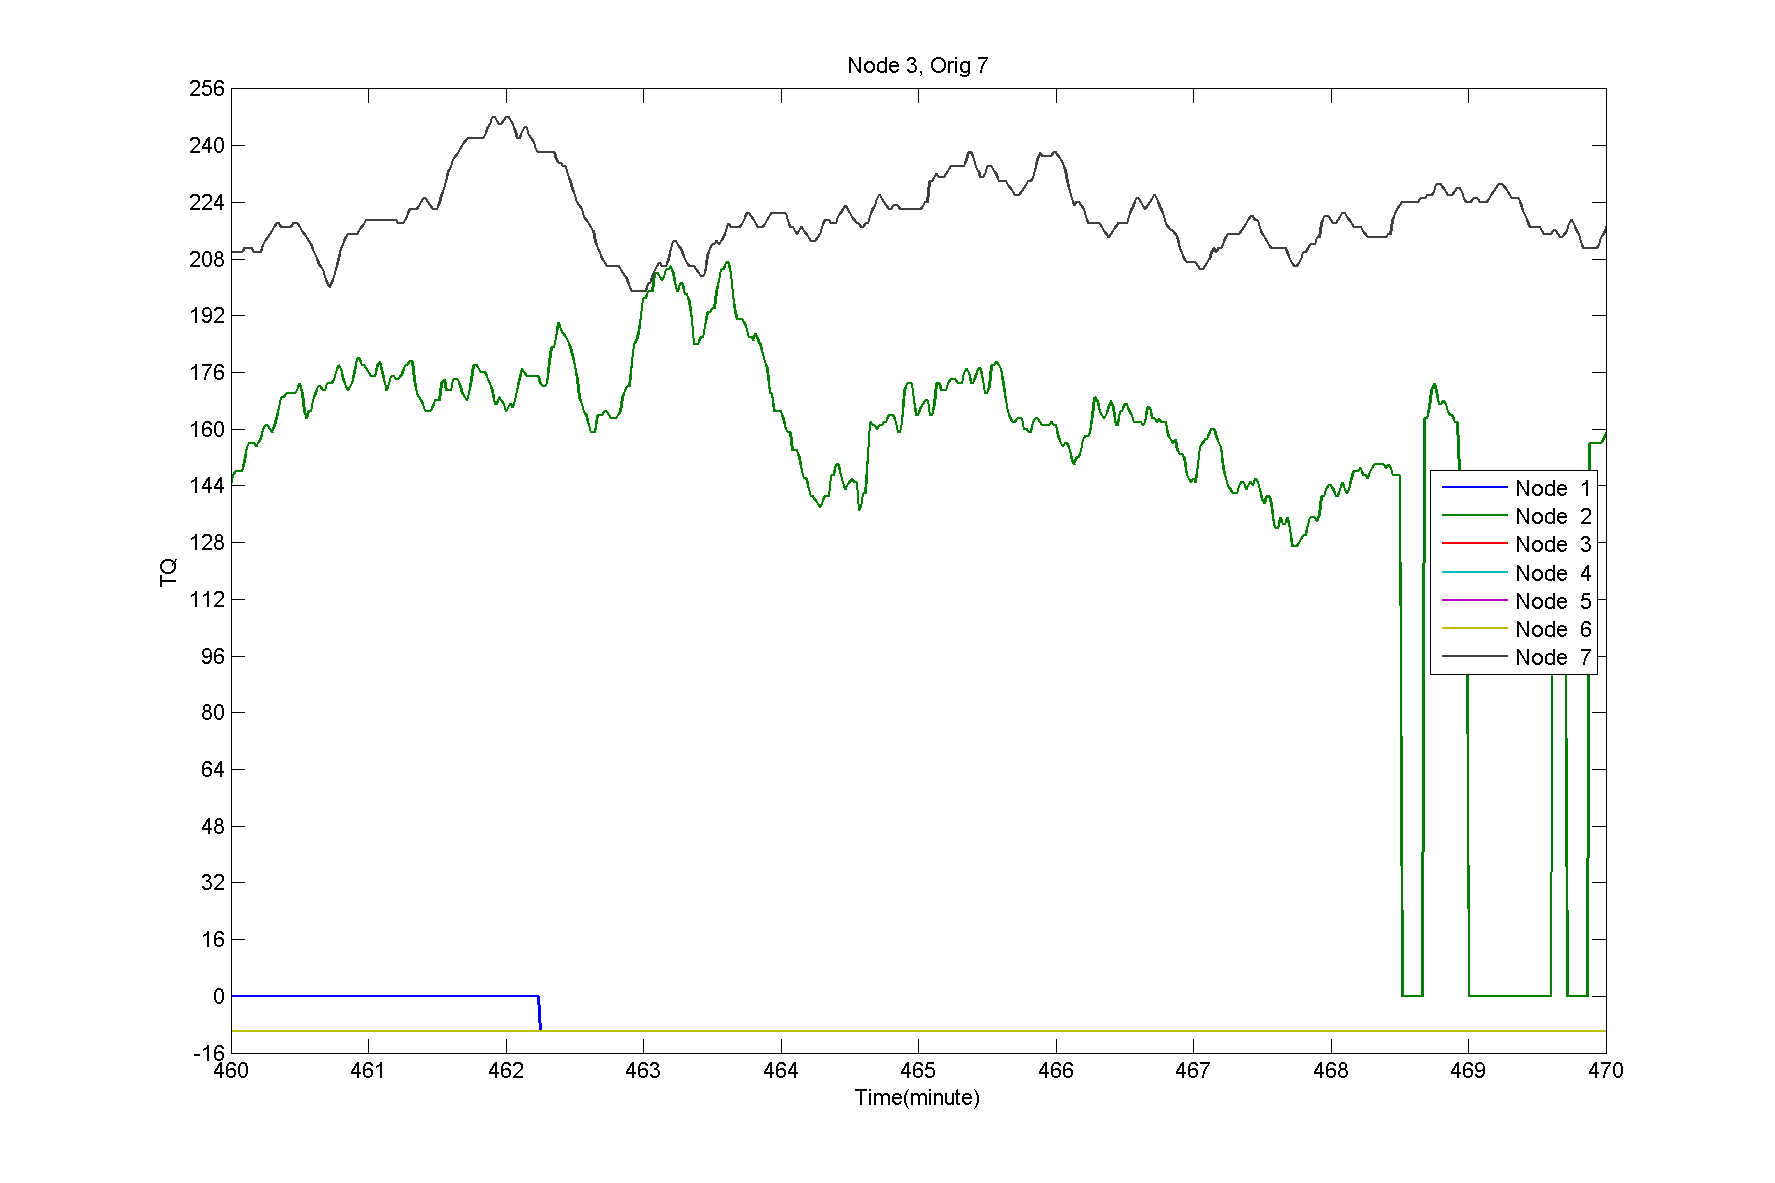 Node 3, Orig 7
256
240
224
208
192
176
160
144
128
112
96
80
64
48
32
16
0
-16
TQ
Node 1
Node 2
Node 3
Node 4
Node 5
Node 6
Node 7
460 461 462 463 464 465 466 467 468 469 470
Time(minute)